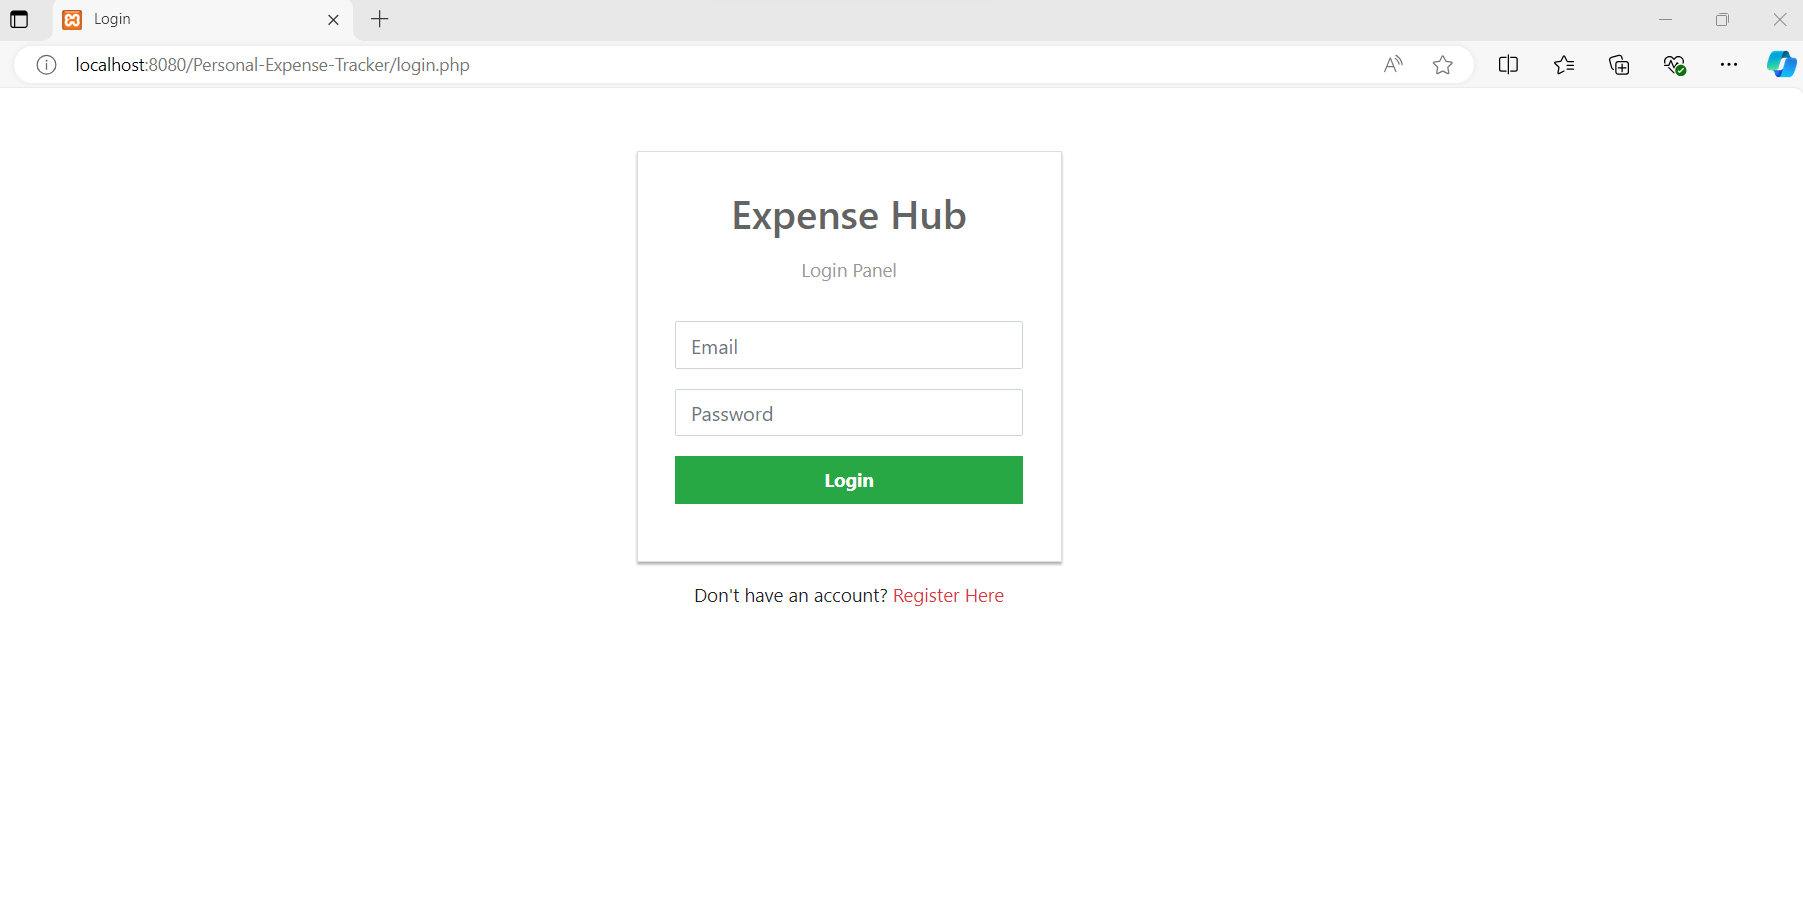 Login
localhost:8080/Personal-Expense-Tracker/login.php
Expense Hub
Login Panel
Email
Password
Login
Don't have an account? Register Here